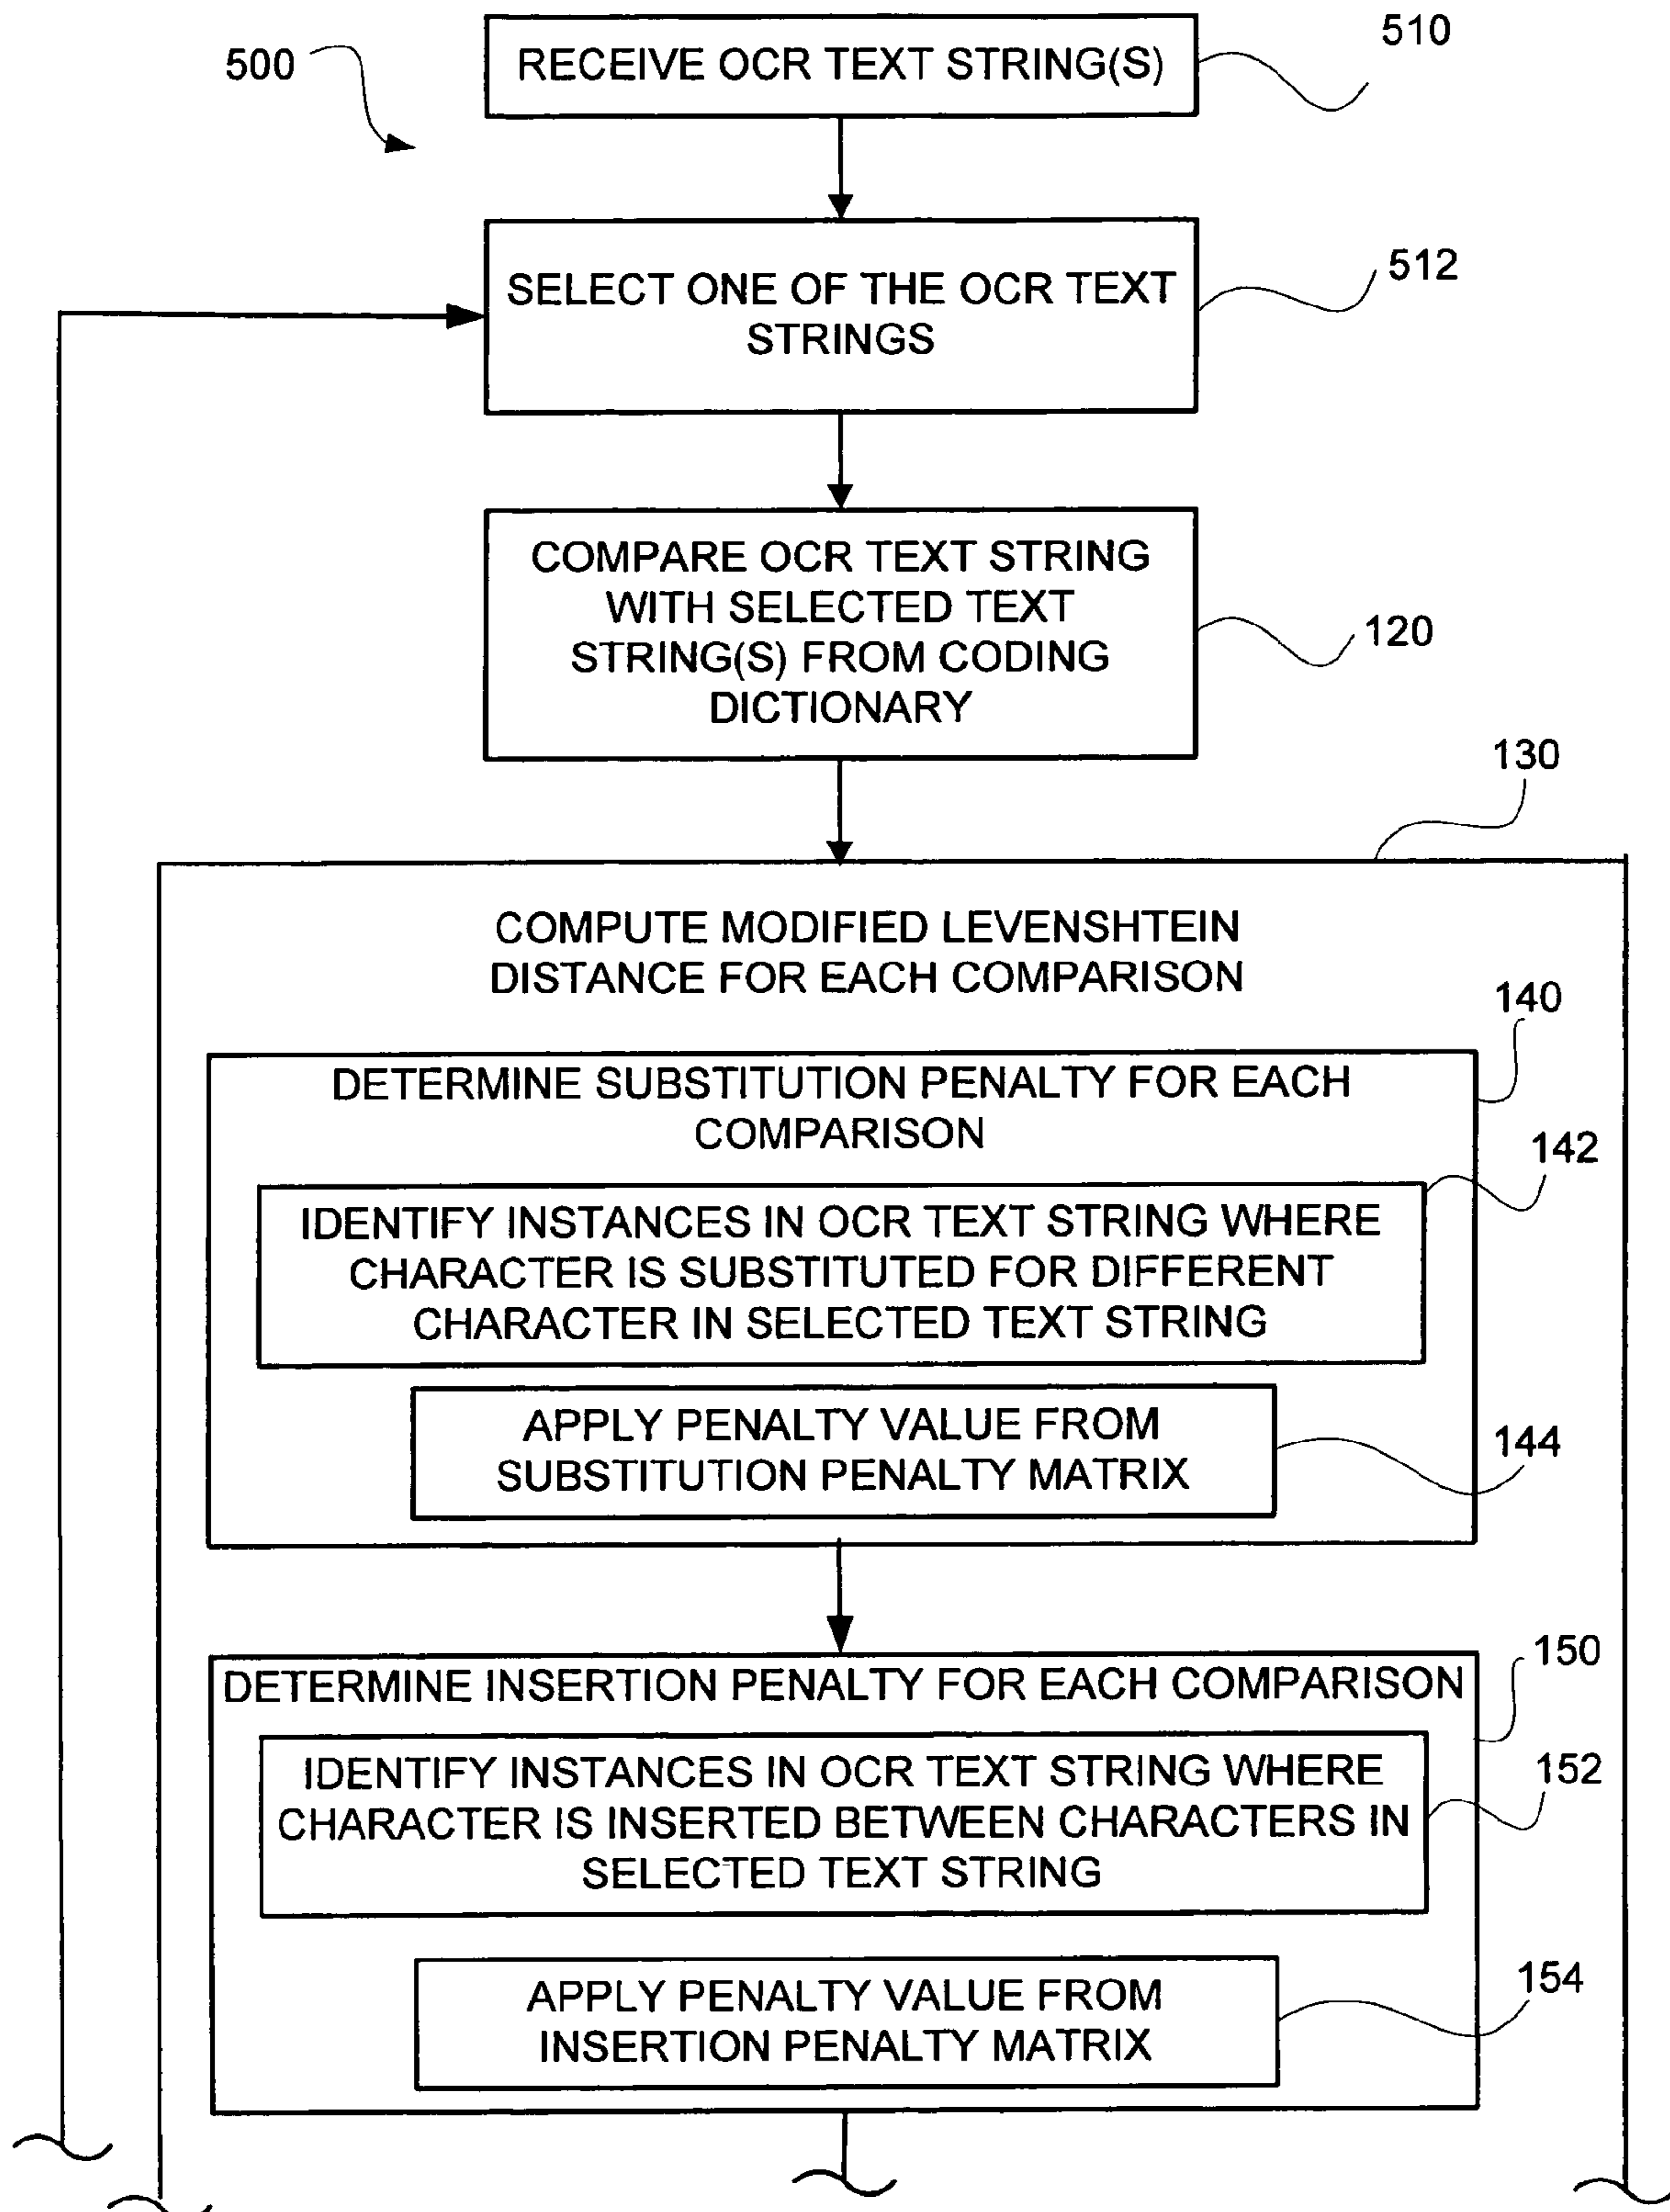 510
RECEIVE OCR TEXT STRING(S)
500
SELECT ONE OF THE OCR TEXT
STRINGS
512
COMPARE OCR TEXT STRING
WITH SELECTED TEXT
STRING(S) FROM CODING
DICTIONARY
120
130
COMPUTE MODIFIED LEVENSHTEIN
DISTANCE FOR EACH COMPARISON
140
DETERMINE SUBSTITUTION PENALTY FOR EACH
COMPARISON
142
IDENTIFY INSTANCES IN OCR TEXT STRING WHERE
CHARACTER IS SUBSTITUTED FOR DIFFERENT
CHARACTER IN SELECTED TEXT STRING
APPLY PENALTY VALUE FROM
SUBSTITUTION PENALTY MATRIX
144
150
DETERMINE INSERTION PENALTY FOR EACH COMPARISON
IDENTIFY INSTANCES IN OCR TEXT STRING WHERE
CHARACTER IS INSERTED BETWEEN CHARACTERS IN
SELECTED TEXT STRING
152
APPLY PENALTY VALUE FROM
INSERTION PENALTY MATRIX
154